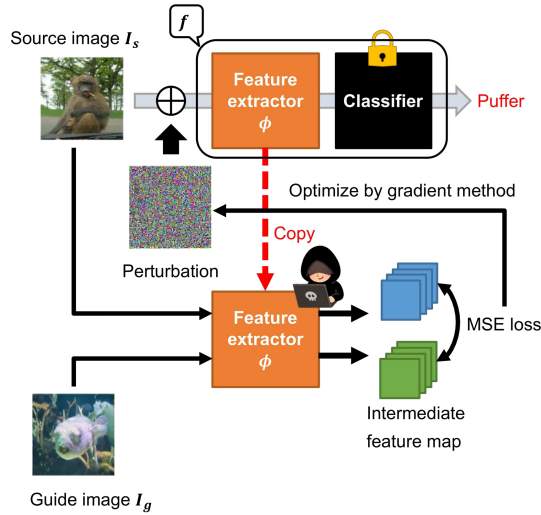 f
Source image I_s
Feature
extractor
ϕ
Classifier
Puffer
Optimize by gradient method
Copy
Perturbation
Feature
extractor
ϕ
MSE loss
Intermediate
feature map
Guide image I_g